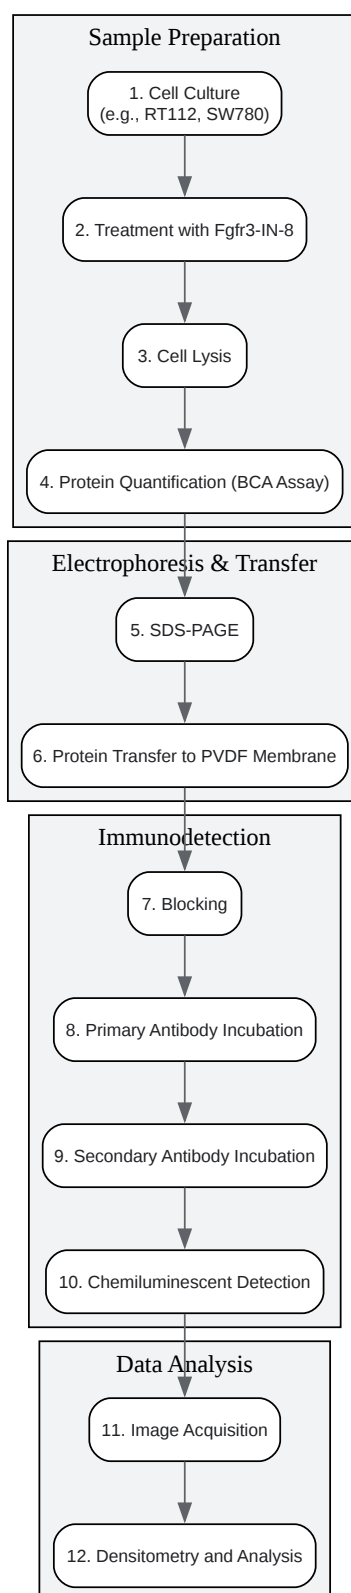 Sample Preparation
1. Cell Culture
(e.g., RT112, SW780)
2. Treatment with Fgfr3-IN-8
3. Cell Lysis
4. Protein Quantification (BCA Assay)
Electrophoresis & Transfer
5. SDS-PAGE
6. Protein Transfer to PVDF Membrane
Immunodetection
7. Blocking
8. Primary Antibody Incubation
9. Secondary Antibody Incubation
10. Chemiluminescent Detection
Data Analysis
11. Image Acquisition
12. Densitometry and Analysis